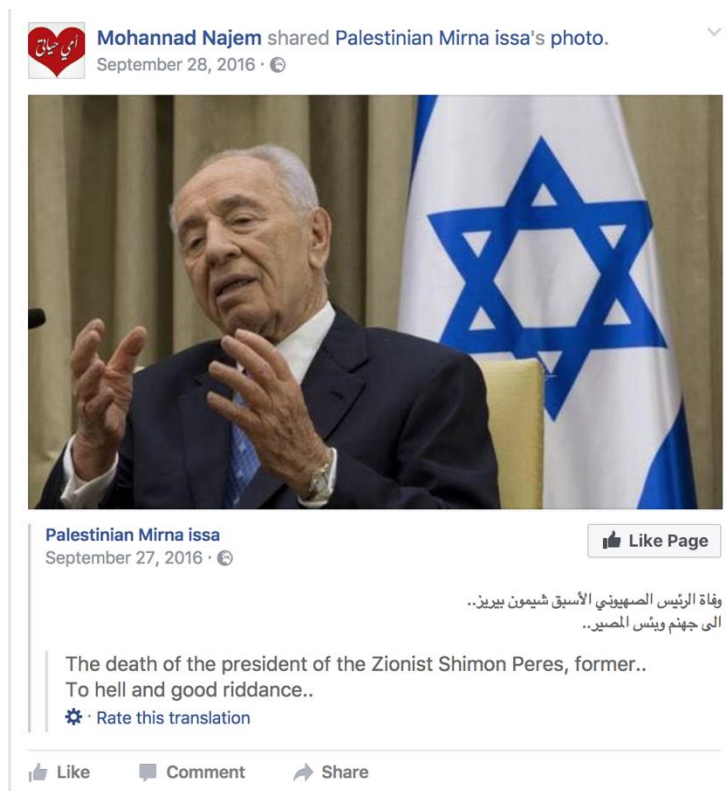 أمي حياتي
Mohannad Najem shared Palestinian Mirna issa's photo.
September 28, 2016 ·
Palestinian Mirna issa
September 27, 2016 ·
Like Page
وفاة الرئيس الصهيوني الأسبق شيمون بيريز..
الى جهنم وبئس المصير..
The death of the president of the Zionist Shimon Peres, former..
To hell and good riddance..
· Rate this translation
Like Comment Share